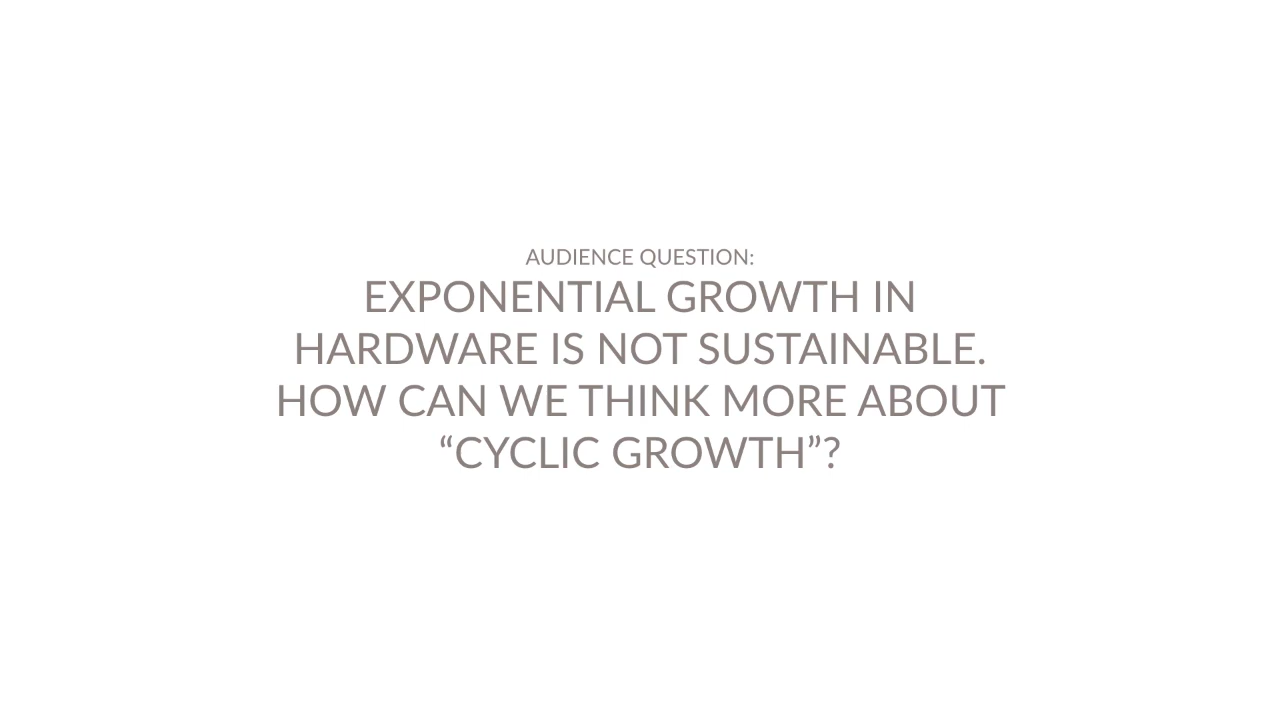 AUDIENCE QUESTION:
EXPONENTIAL GROWTH IN
HARDWARE IS NOT SUSTAINABLE.
HOW CAN WE THINK MORE ABOUT
“CYCLIC GROWTH”?